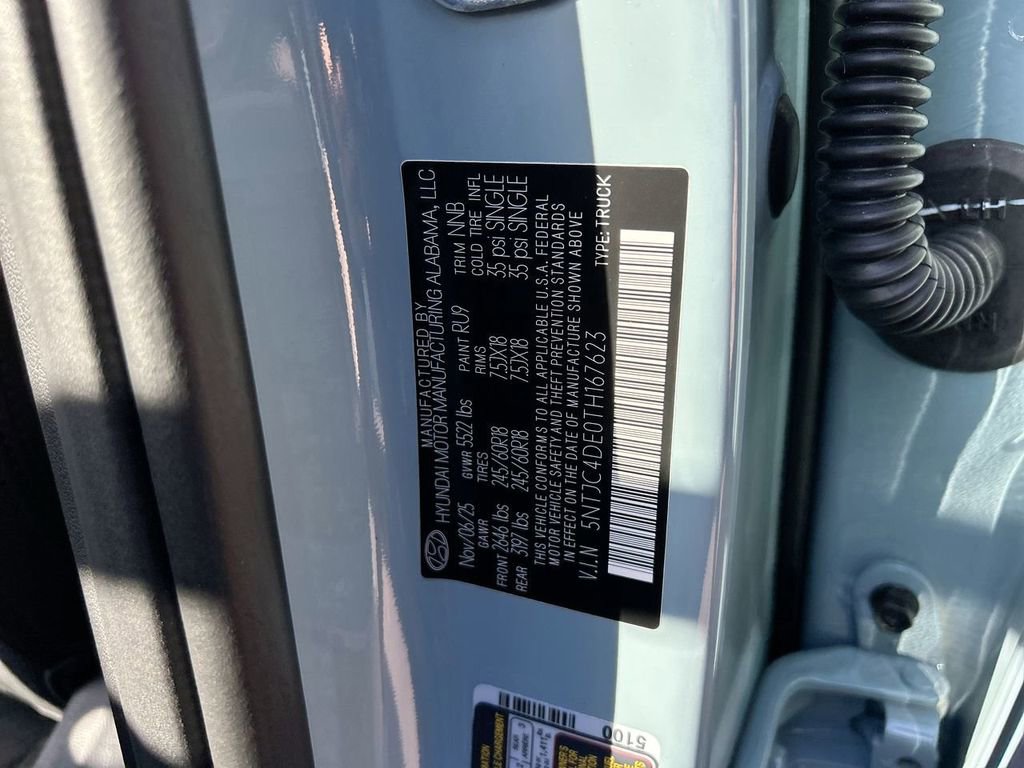 MANUFACTURED BY
HYUNDAI MOTOR MANUFACTURING ALABAMA, LLC
Nov/06/25 PAINT RU9 TRIM NNB
GAWR GVWR 5522 lbs TIRES RIMS COLD TIRE INFL
FRONT 2646 lbs 245/60R18 7.5JX18 35 psi SINGLE
REAR 3197 lbs 245/60R18 7.5JX18 35 psi SINGLE
THIS VEHICLE CONFORMS TO ALL APPLICABLE U.S.A. FEDERAL
MOTOR VEHICLE SAFETY AND THEFT PREVENTION STANDARDS
IN EFFECT ON THE DATE OF MANUFACTURE SHOWN ABOVE
V.I.N 5NTJC4DE0TH167623 TYPE:TRUCK
5100
LH